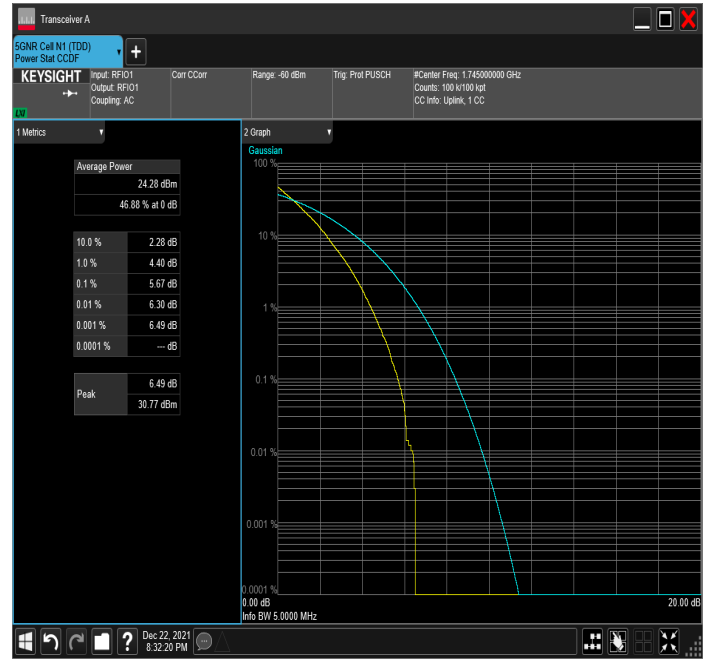 Transceiver A
5GNR Cell N1 (TDD)
Power Stat CCDF
KEYSIGHT
LXI
Input: RFIO1
Output: RFIO1
Coupling: AC
Corr CCorr
Range: -60 dBm
Trig: Prot PUSCH
#Center Freq: 1.745000000 GHz
Counts: 100 k/100 kpt
CC Info: Uplink, 1 CC
1 Metrics
Average Power
24.28 dBm
46.88 % at 0 dB
10.0 % 2.28 dB
1.0 % 4.40 dB
0.1 % 5.67 dB
0.01 % 6.30 dB
0.001 % 6.49 dB
0.0001 % --- dB
Peak
6.49 dB
30.77 dBm
2 Graph
Gaussian
100 %
10 %
1 %
0.1 %
0.01 %
0.001 %
0.0001 %
0.00 dB 20.00 dB
Info BW 5.0000 MHz
?
Dec 22, 2021
8:32:20 PM